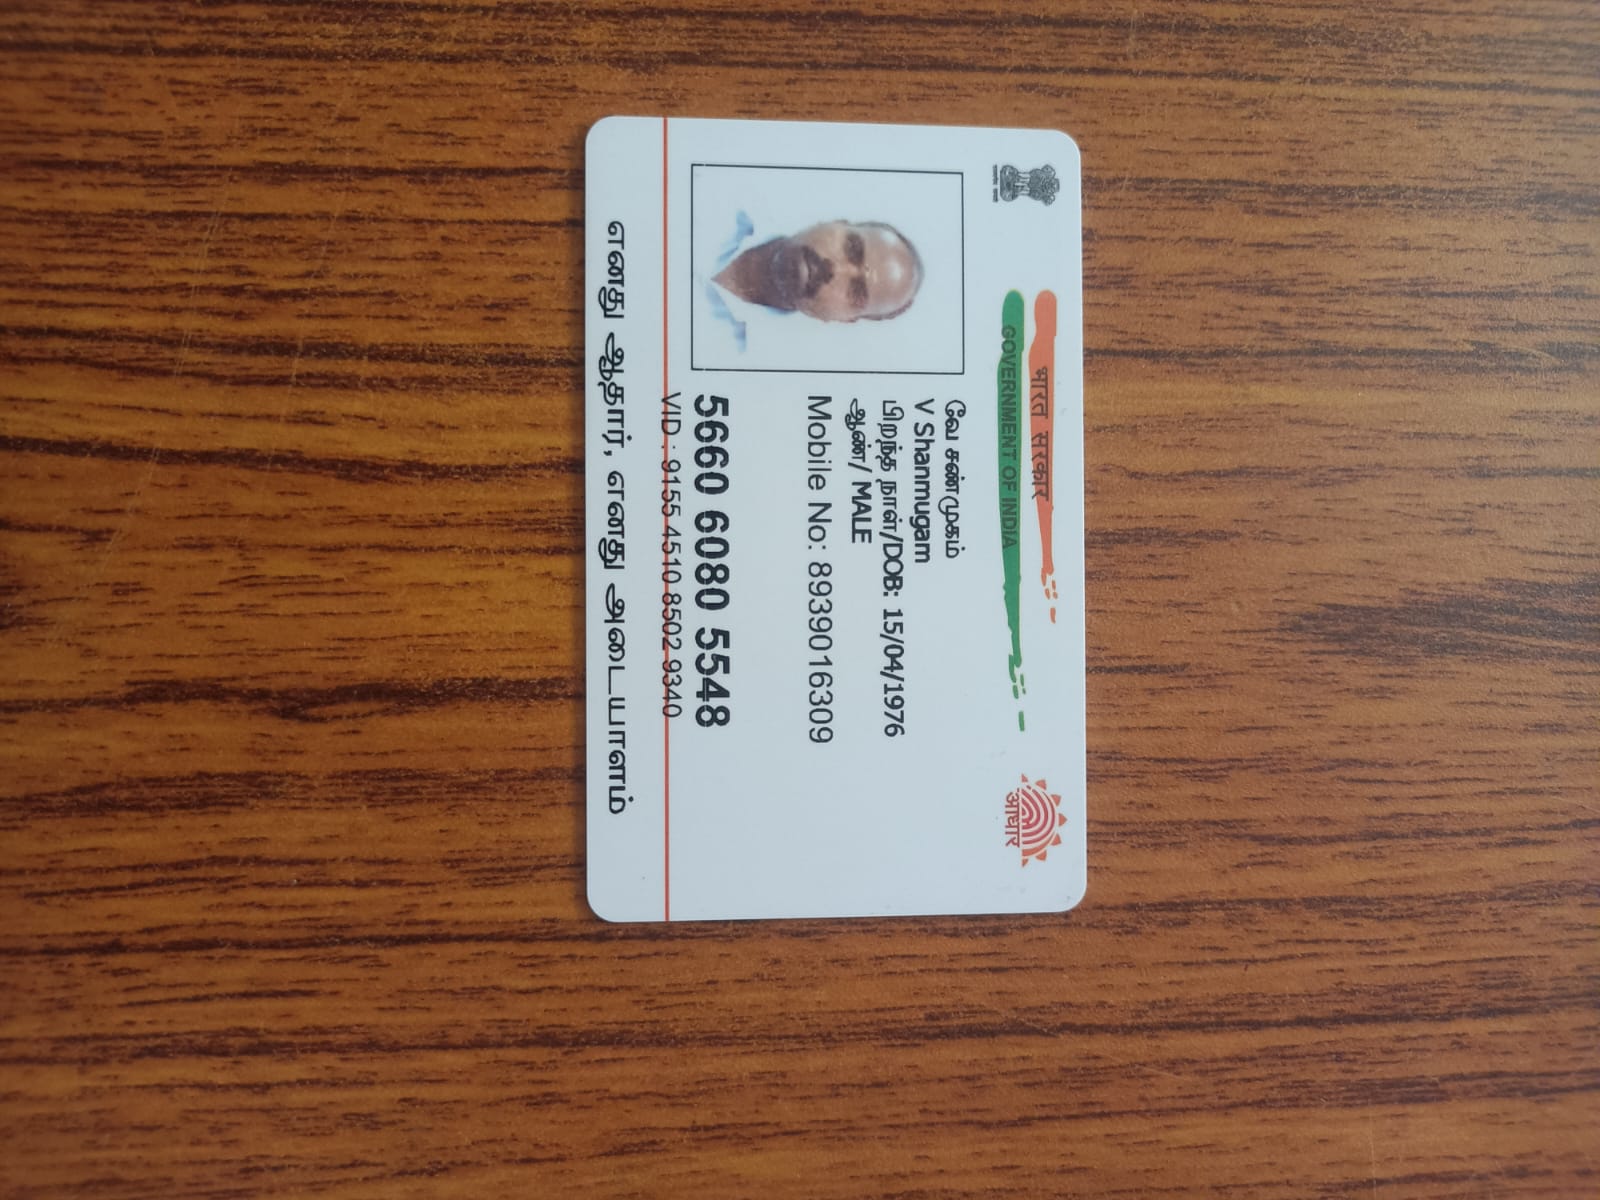 भारत सरकार
GOVERNMENT OF INDIA
आधार
வே சண்முகம்
V Shanmugam
பிறந்த நாள்/DOB: 15/04/1976
ஆண்/ MALE
Mobile No: 8939016309
5660 6080 5548
VID : 9155 4510 8502 9340
எனது ஆதார், எனது அடையாளம்